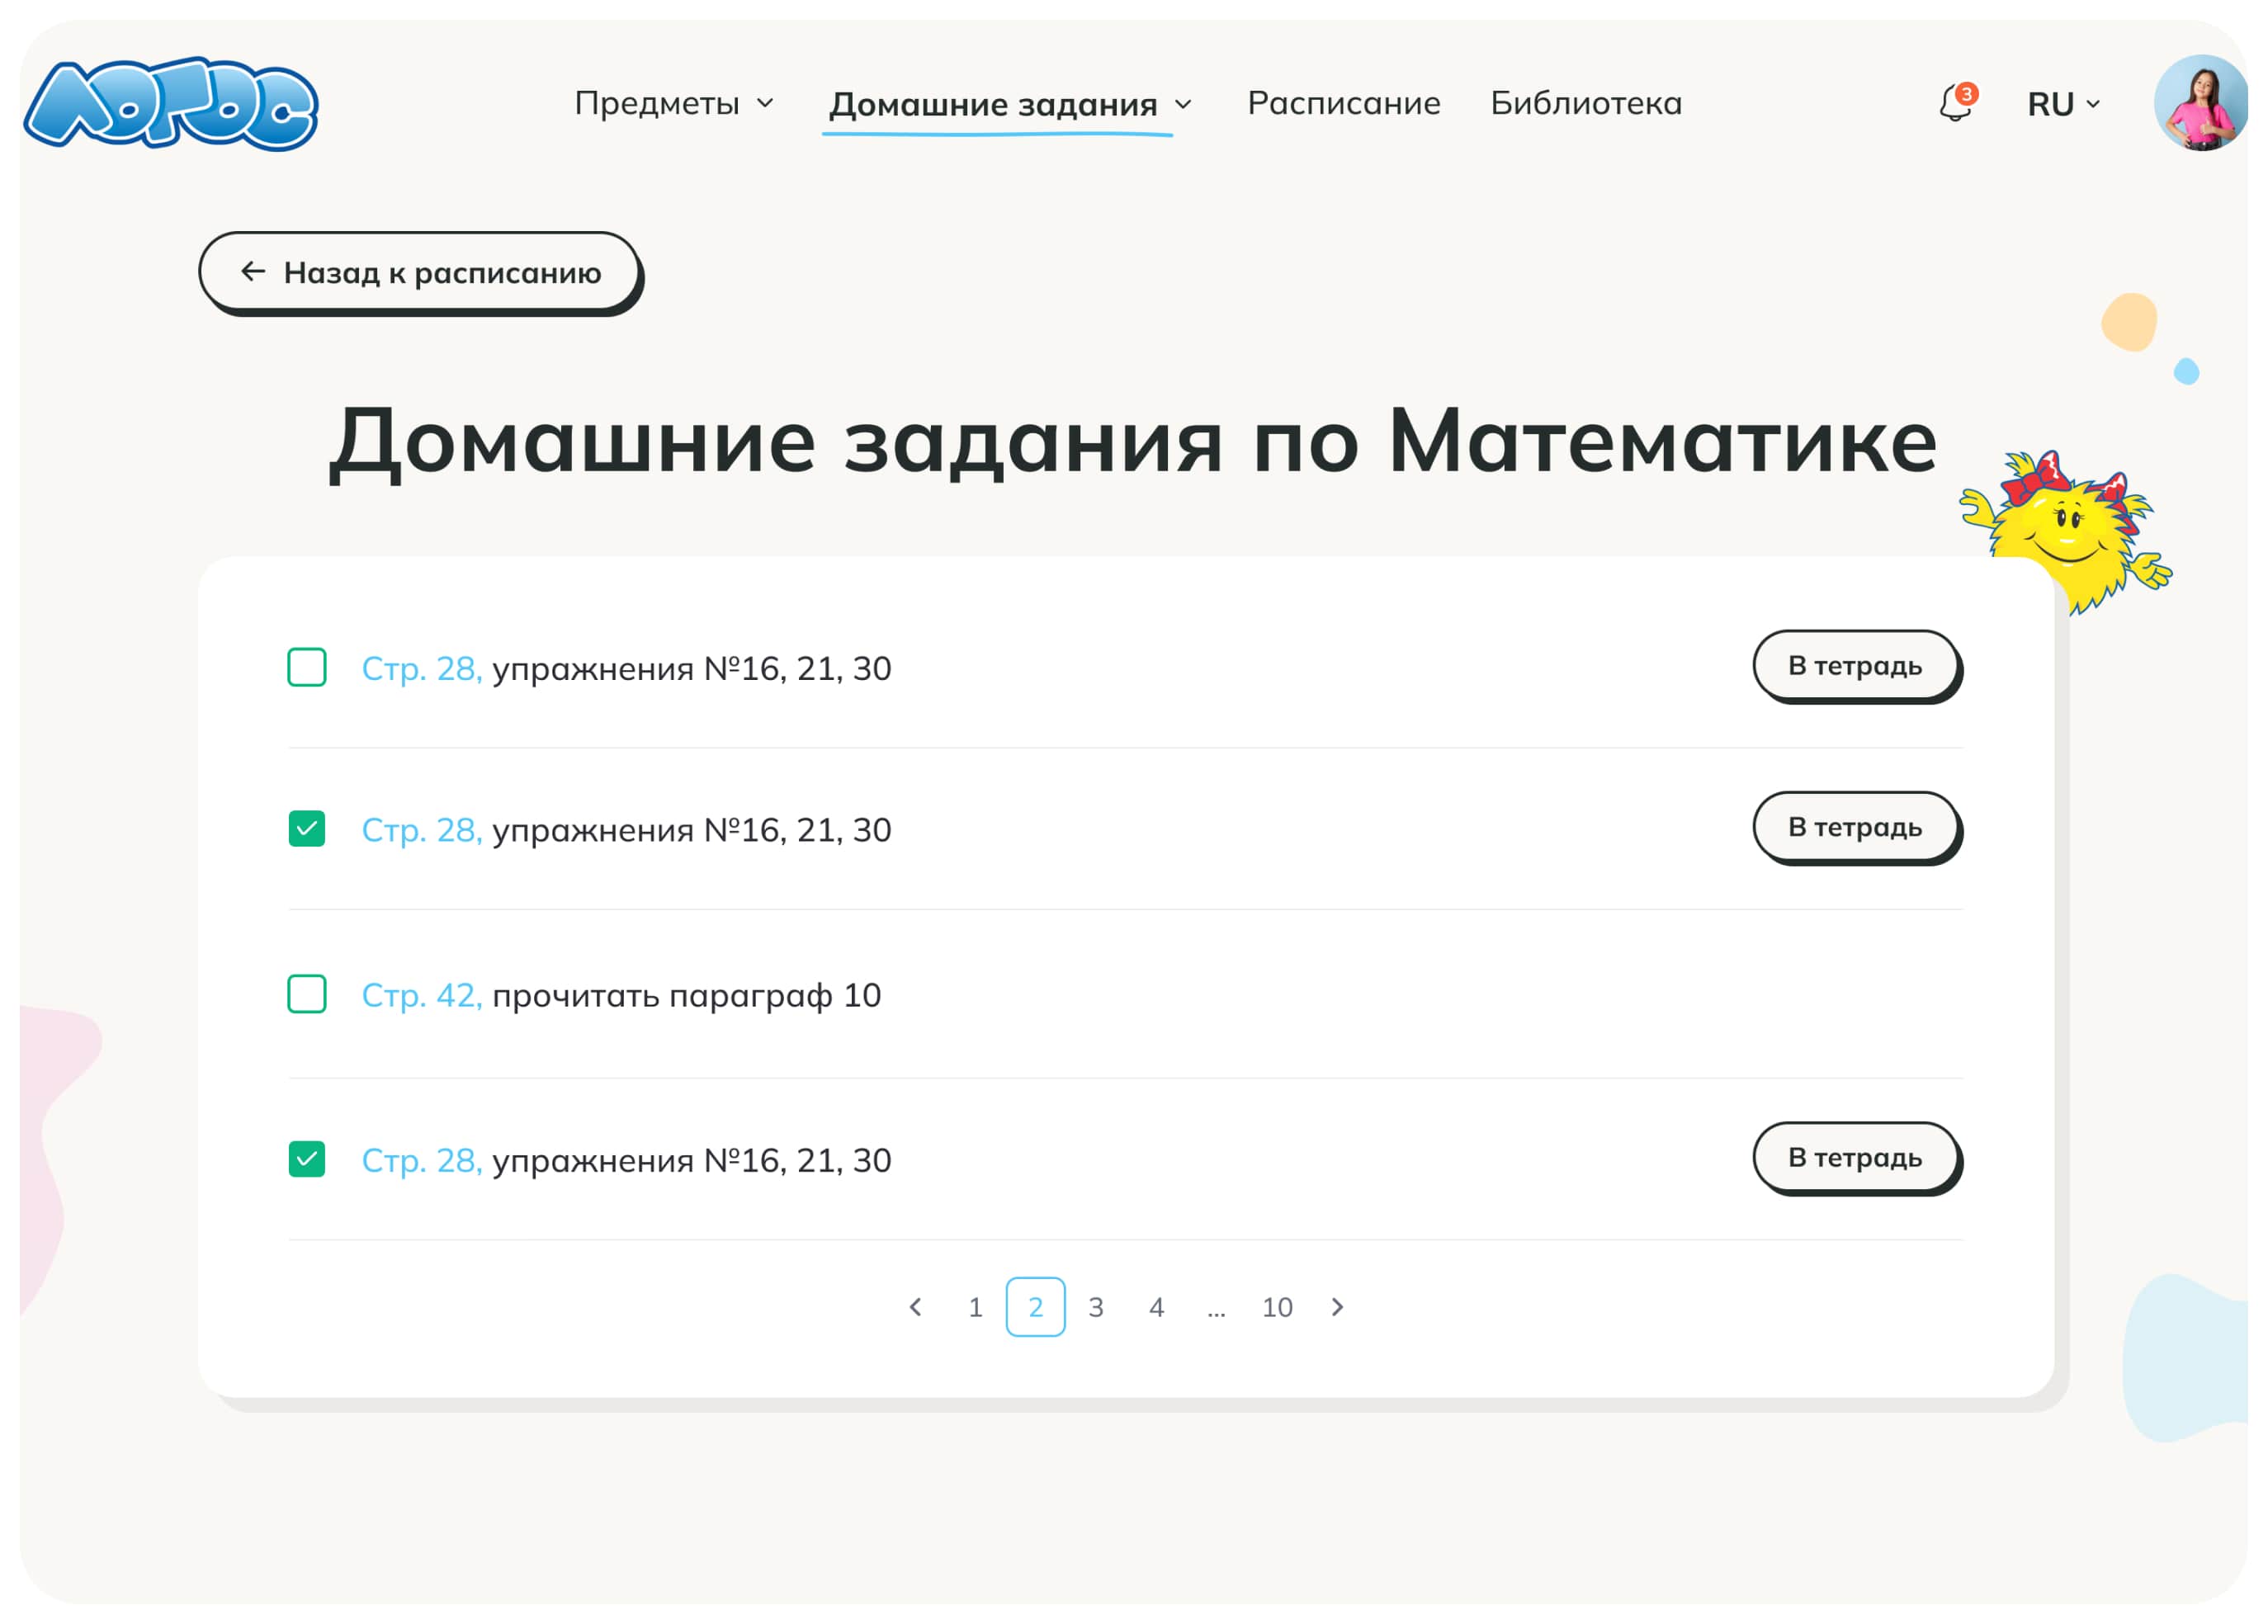 ЛОГОС
Предметы Домашние задания Расписание Библиотека 3 RU
Назад к расписанию
Домашние задания по Математике
Стр. 28, упражнения №16, 21, 30 В тетрадь
Стр. 28, упражнения №16, 21, 30 В тетрадь
Стр. 42, прочитать параграф 10
Стр. 28, упражнения №16, 21, 30 В тетрадь
1 2 3 4 ... 10